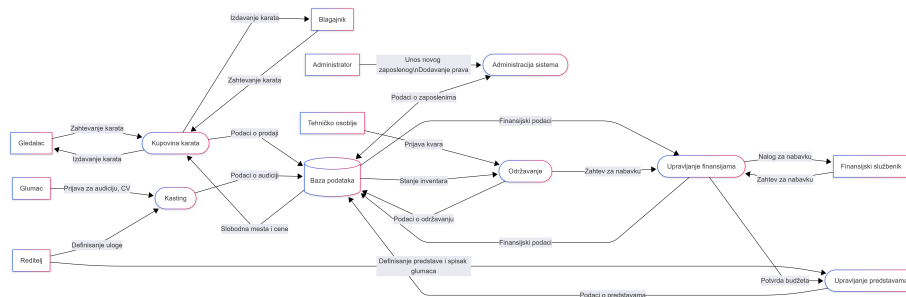 Izdavanje karata
Blagajnik
Unos novog
zaposlenog\nDodavanje prava
Administrator
Administracija sistema
Zahtevanje karata
Podaci o zaposlenima
Tehničko osoblje
Finansijski podaci
Zahtevanje karata
Podaci o prodaji
Prijava kvara
Gledalac
Kupovina karata
Izdavanje karata
Nalog za nabavku
Upravljanje finansijama
Finansijski službenik
Zahtev za nabavku
Baza podataka
Stanje inventara
Održavanje
Zahtev za nabavku
Podaci o audiciji
Glumac
Prijava za audiciju, CV
Kasting
Podaci o održavanju
Slobodna mesta i cene
Definisanje uloge
Finansijski podaci
Reditelj
Definisanje predstave i spisak
glumaca
Potvrda budžeta
Upravljanje predstavama
Podaci o predstavama